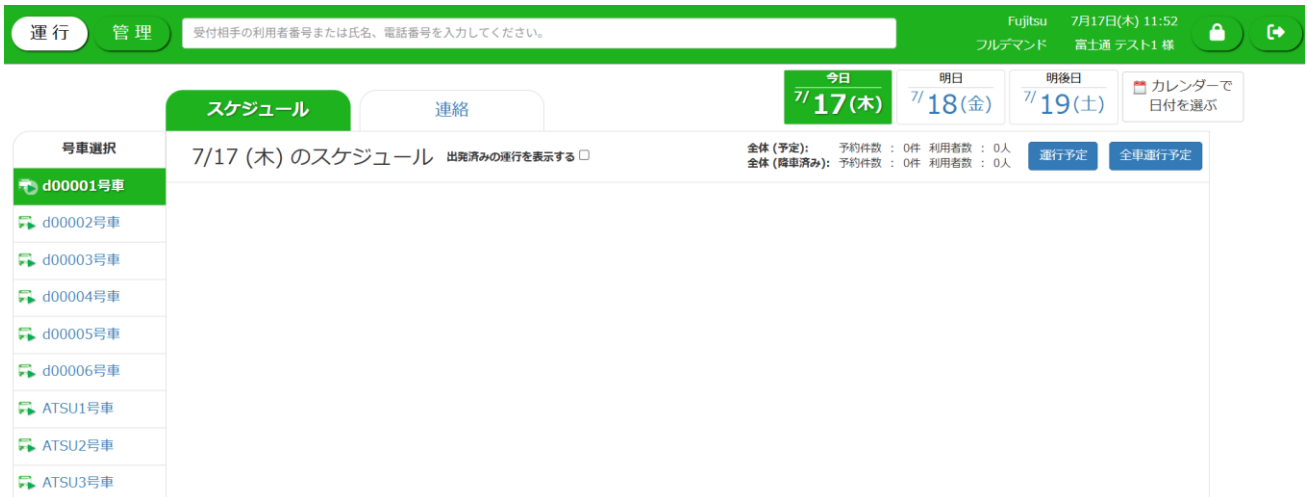 運行
管理
受付相手の利用者番号または氏名、電話番号を入力してください。
Fujitsu 7月17日(木) 11:52
フルデマンド 富士通 テスト1 様
スケジュール
連絡
今日
7/17(木)
明日
7/18(金)
明後日
7/19(土)
カレンダーで
日付を選ぶ
号車選択
7/17 (木) のスケジュール 出発済みの運行を表示する
全体 (予定): 予約件数 : 0件 利用者数 : 0人
全体 (降車済み): 予約件数 : 0件 利用者数 : 0人
運行予定
全車運行予定
d00001号車
d00002号車
d00003号車
d00004号車
d00005号車
d00006号車
ATSU1号車
ATSU2号車
ATSU3号車